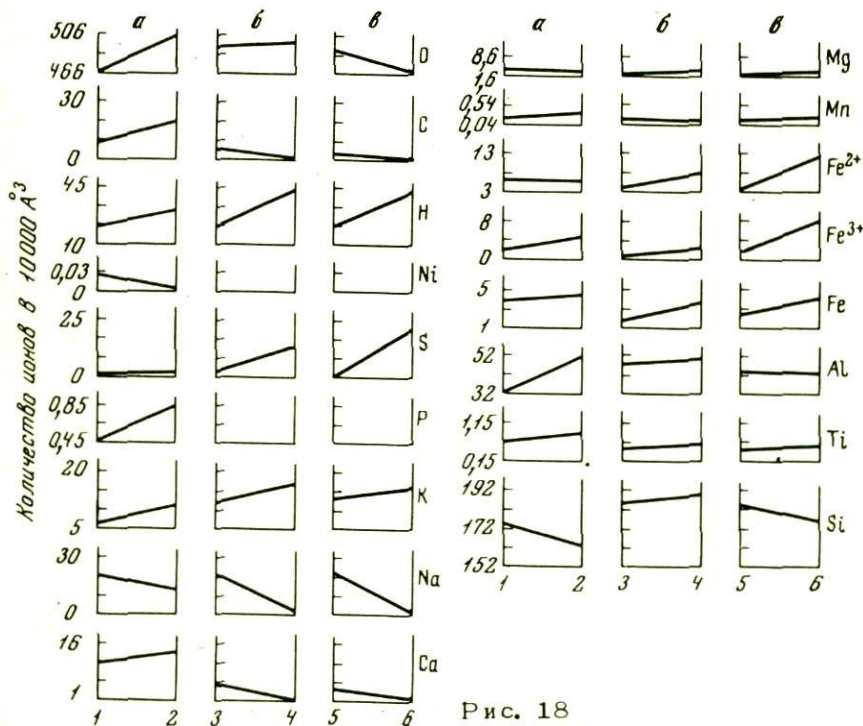 Количество ионов в 10000 Å³
а б в
506
466
O
30
0
C
45
10
H
0,03
0
Ni
25
0
S
0,85
0,45
P
20
5
K
30
0
Na
16
1
Ca
1 2 3 4 5 6
а б в
8,6
1,6
Mg
0,54
0,04
Mn
13
3
Fe²⁺
8
0
Fe³⁺
5
1
Fe
52
32
Al
1,15
0,15
Ti
192
172
152
Si
1 2 3 4 5 6
Рис. 18